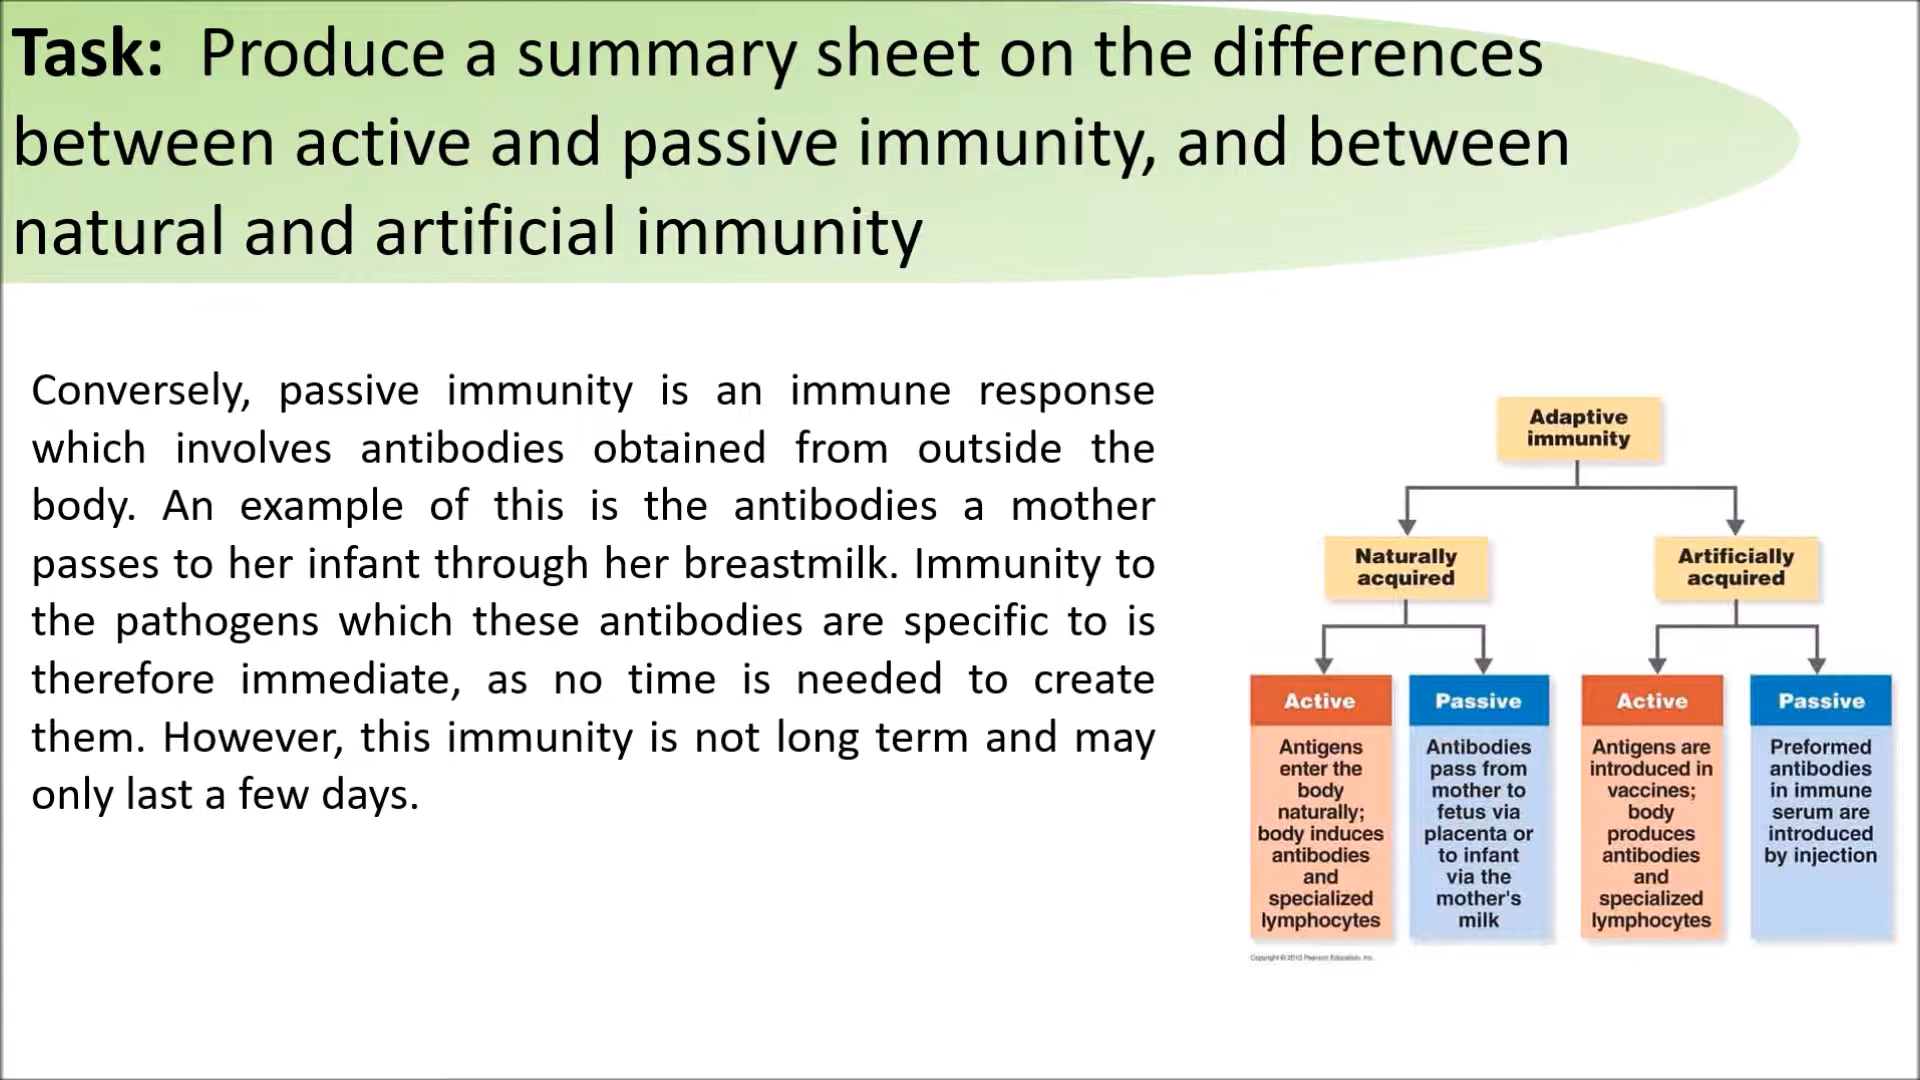 Task: Produce a summary sheet on the differences
between active and passive immunity, and between
natural and artificial immunity
Conversely, passive immunity is an immune response
which involves antibodies obtained from outside the
body. An example of this is the antibodies a mother
passes to her infant through her breastmilk. Immunity to
the pathogens which these antibodies are specific to is
therefore immediate, as no time is needed to create
them. However, this immunity is not long term and may
only last a few days.
Adaptive
immunity
Naturally
acquired
Artificially
acquired
Active
Antigens
enter the
body
naturally;
body induces
antibodies
and
specialized
lymphocytes
Passive
Antibodies
pass from
mother to
fetus via
placenta or
to infant
via the
mother's
milk
Active
Antigens are
introduced in
vaccines;
body
produces
antibodies
and
specialized
lymphocytes
Passive
Preformed
antibodies
in immune
serum are
introduced
by injection
Copyright © 2010 Pearson Education, Inc.